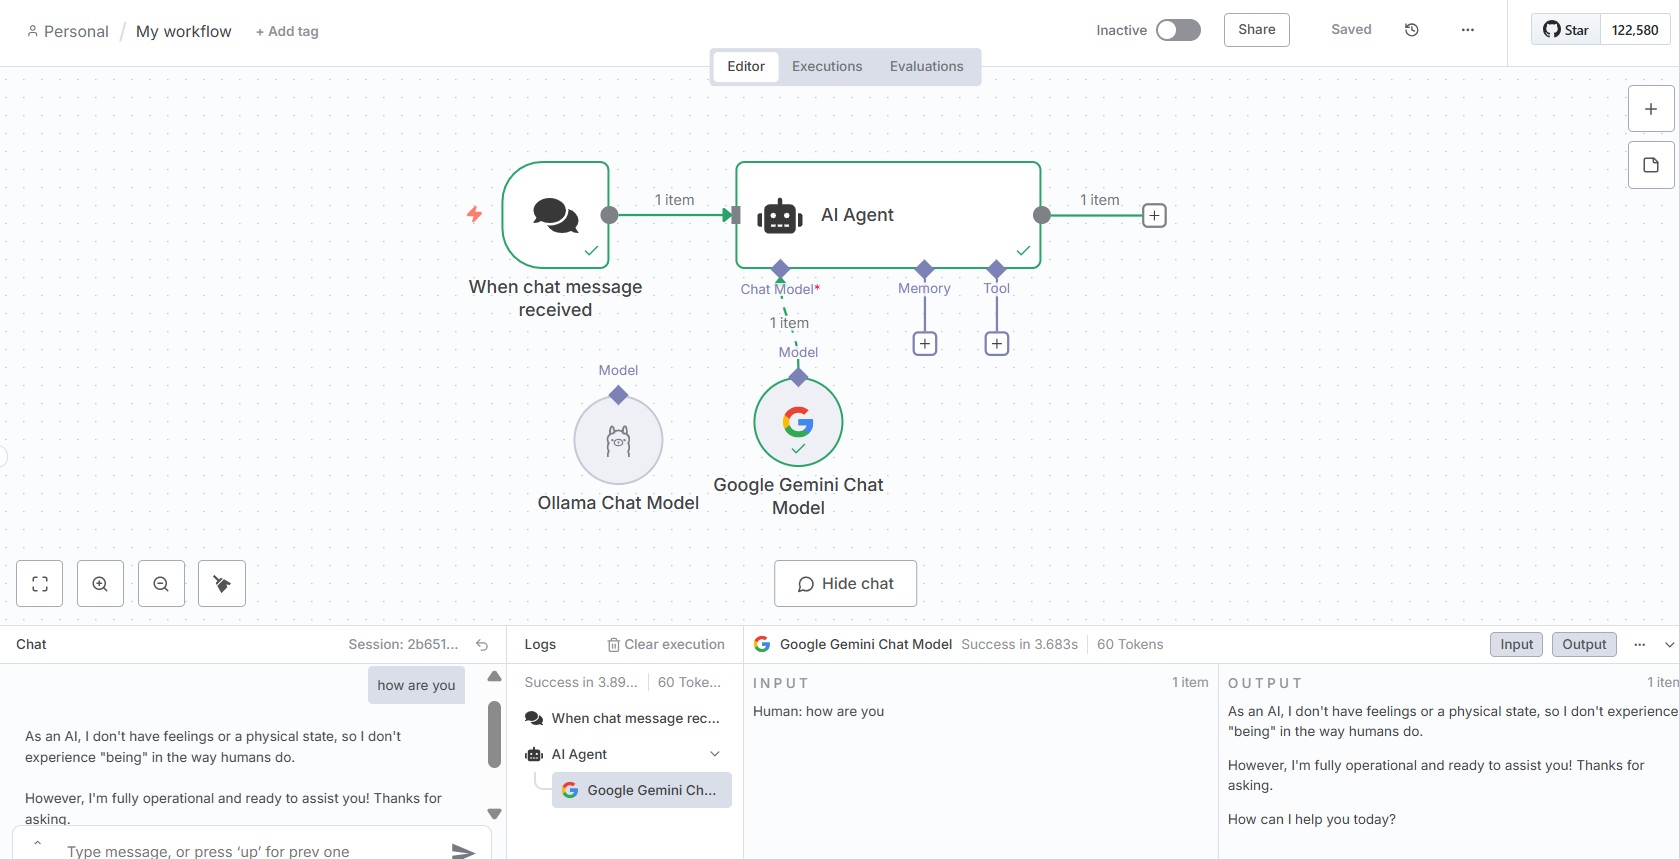 Personal / My workflow + Add tag
Inactive Share Saved ... Star 122,580
Editor Executions Evaluations
1 item 1 item
AI Agent
When chat message
received
Chat Model* Memory Tool
1 item
Model
Model
Google Gemini Chat
Model
Ollama Chat Model
Hide chat
Chat Session: 2b651...
how are you
As an AI, I don't have feelings or a physical state, so I don't
experience "being" in the way humans do.
However, I'm fully operational and ready to assist you! Thanks for
asking.
Type message, or press ‘up’ for prev one
Logs Clear execution
Success in 3.89... 60 Toke...
When chat message rec...
AI Agent
Google Gemini Ch...
Google Gemini Chat Model Success in 3.683s 60 Tokens Input Output ...
INPUT 1 item
Human: how are you
OUTPUT 1 item
As an AI, I don't have feelings or a physical state, so I don't experience
"being" in the way humans do.
However, I'm fully operational and ready to assist you! Thanks for
asking.
How can I help you today?